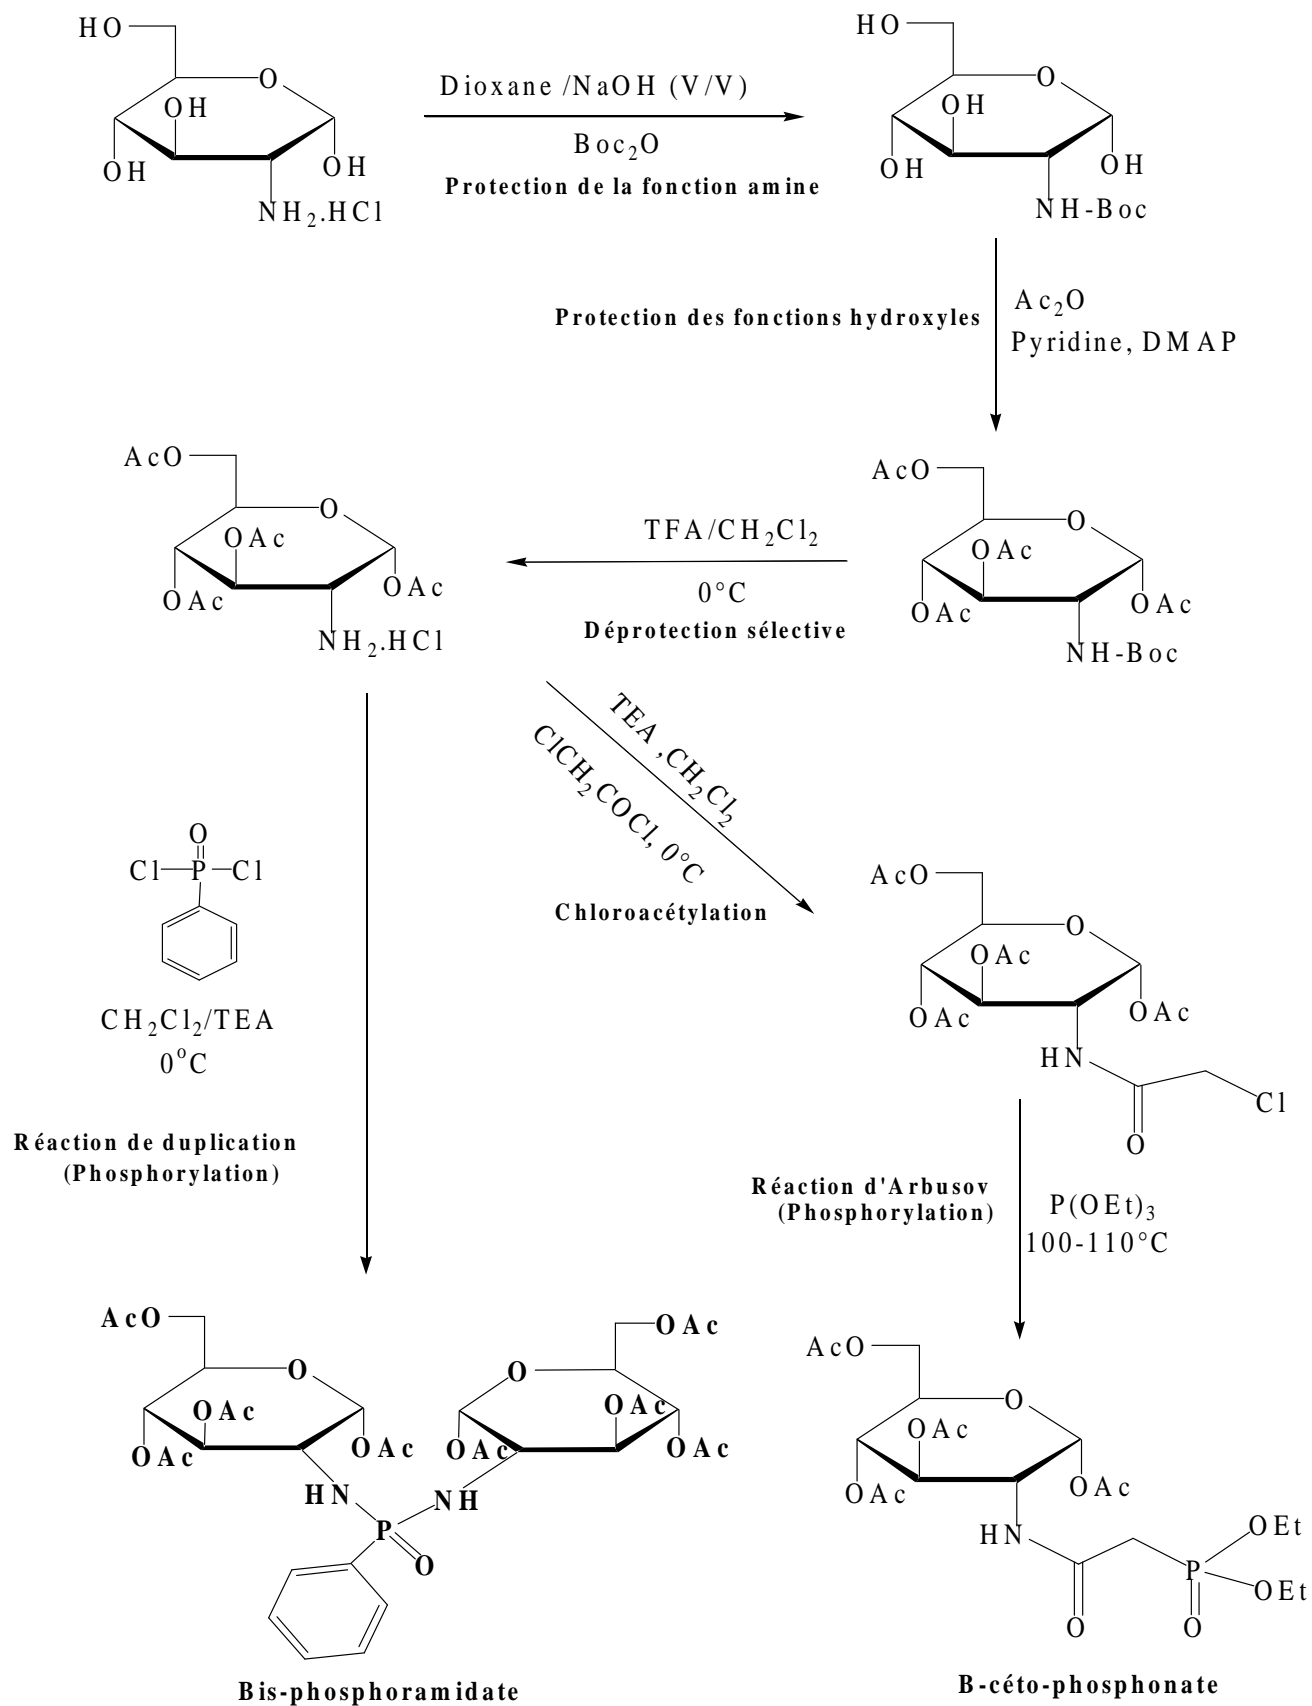 HO
O
OH
OH
OH
NH2.HCl
Dioxane /NaOH (V/V)
Boc2O
Protection de la fonction amine
HO
O
OH
OH
OH
NH-Boc
Protection des fonctions hydroxyles
Ac2O
Pyridine, DMAP
AcO
O
OAc
OAc
OAc
NH2.HCl
TFA/CH2Cl2
0°C
Déprotection sélective
AcO
O
OAc
OAc
OAc
NH-Boc
TEA ,CH2Cl2
ClCH2COCl, 0°C
Chloroacétylation
O
Cl
P
Cl
CH2Cl2/TEA
0°C
Réaction de duplication
(Phosphorylation)
AcO
O
OAc
OAc
OAc
HN
O
Cl
Réaction d'Arbusov
(Phosphorylation)
P(OEt)3
100-110°C
AcO
O
OAc
OAc
OAc
HN
OAc
O
OAc
OAc
OAc
NH
P
O
Bis-phosphoramidate
AcO
O
OAc
OAc
OAc
HN
O
P
OEt
OEt
O
B-céto-phosphonate